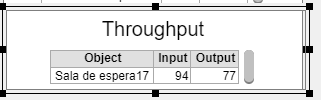 Throughput
Object Input Output
Sala de espera17 94 77